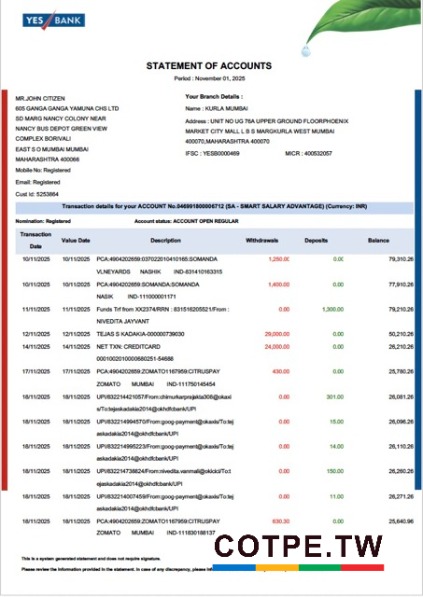 YES BANK
STATEMENT OF ACCOUNTS
Period : November 01, 2025
MR.JOHN CITIZEN
605 GANGA GANGA YAMUNA CHS LTD
SD MARG NANCY COLONY NEAR
NANCY BUS DEPOT GREEN VIEW
COMPLEX BORIVALI
EAST S O MUMBAI MUMBAI
MAHARASHTRA 400066
Mobile No: Registered
Email: Registered
Cust Id: 5253864
Your Branch Details :
Name : KURLA MUMBAI
Address : UNIT NO UG 76A UPPER GROUND FLOORPHOENIX
MARKET CITY MALL L B S MARGKURLA WEST MUMBAI
400070,MAHARASHTRA 400070
IFSC : YESB0000469 MICR : 400532057
Transaction details for your ACCOUNT No.046991800006712 (SA - SMART SALARY ADVANTAGE) (Currency: INR)
Nomination: Registered Account status: ACCOUNT OPEN REGULAR
Transaction Date Value Date Description Withdrawals Deposits Balance
10/11/2025 10/11/2025 PCA:4904202659:037022010410165:SOMANDA 1,250.00 0.00 79,310.26
VLNEYARDS NASHIK IND-831410163315
10/11/2025 10/11/2025 PCA:4904202659:SOMANDA:SOMANDA 1,400.00 0.00 77,910.26
NASIK IND-111000001171
11/11/2025 11/11/2025 Funds Trf from XX2374/RRN : 831516205521/From : 0.00 1,300.00 79,210.26
NIVEDITA JAYVANT
12/11/2025 12/11/2025 TEJAS S KADAKIA-000000739030 29,000.00 0.00 50,210.26
14/11/2025 14/11/2025 NET TXN: CREDITCARD 24,000.00 0.00 26,210.26
0001002010000680251-54686
17/11/2025 17/11/2025 PCA:4904202659:ZOMATO1167959:CITRUSPAY 430.00 0.00 25,780.26
ZOMATO MUMBAI IND-111750145454
18/11/2025 18/11/2025 UPI/832214421057/From:chimurkarprojekta306@okaxi 0.00 301.00 26,081.26
s/To:tejaskadakia2014@okhdfcbank/UPI
18/11/2025 18/11/2025 UPI/832214994570/From:goog-payment@okaxis/To:tej 0.00 15.00 26,096.26
askadakia2014@okhdfcbank/UPI
18/11/2025 18/11/2025 UPI/832214995223/From:goog-payment@okaxis/To:tej 0.00 14.00 26,110.26
askadakia2014@okhdfcbank/UPI
18/11/2025 18/11/2025 UPI/832214738824/From:nivedita.vanmali@okicici/To:t 0.00 150.00 26,260.26
ejaskadakia2014@okhdfcbank/UPI
18/11/2025 18/11/2025 UPI/832214007459/From:goog-payment@okaxis/To:tej 0.00 11.00 26,271.26
askadakia2014@okhdfcbank/UPI
18/11/2025 18/11/2025 PCA:4904202659:ZOMATO1167959:CITRUSPAY 630.30 0.00 25,640.96
ZOMATO MUMBAI IND-111830188137
This is a system generated statement and does not require signature.
Please review the information provided in the statement. In case of any discrepancy, please
COTPE.TW